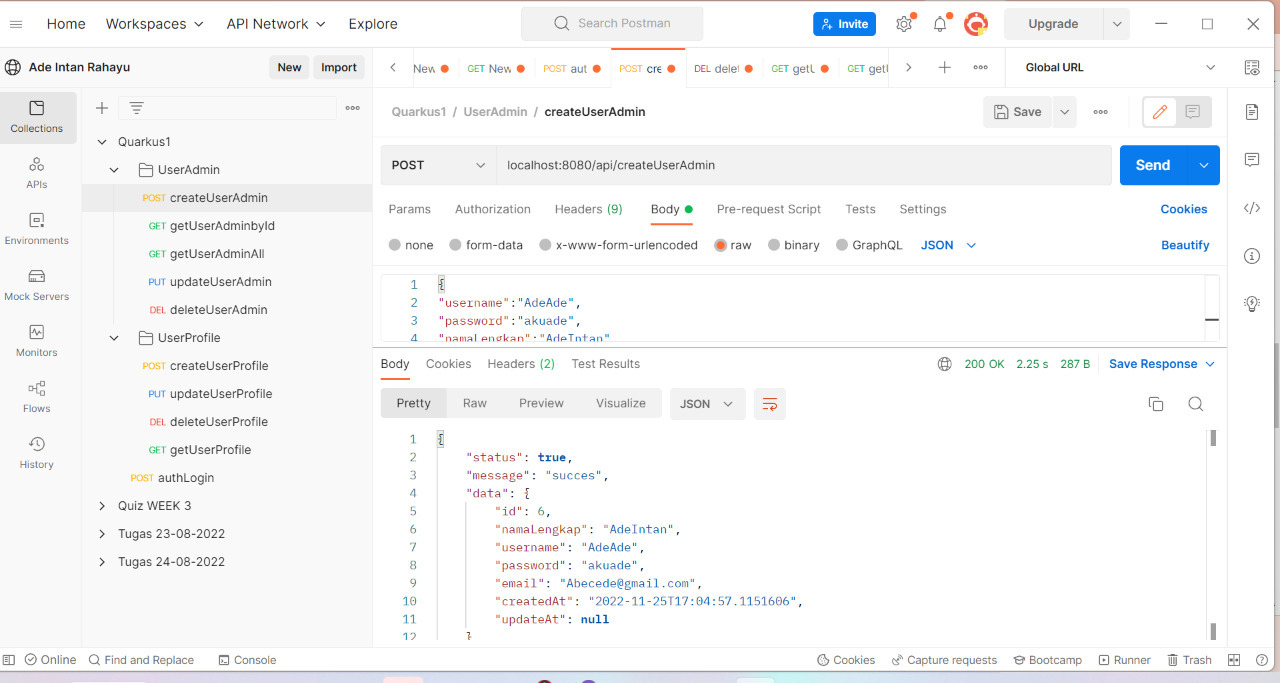 Home Workspaces API Network Explore Search Postman Invite Upgrade
Ade Intan Rahayu New Import New GET New POST aut POST cre DEL delet GET getU GET getU Global URL
Collections
APIs
Environments
Mock Servers
Monitors
Flows
History
Quarkus1
UserAdmin
POST createUserAdmin
GET getUserAdminbyId
GET getUserAdminAll
PUT updateUserAdmin
DEL deleteUserAdmin
UserProfile
POST createUserProfile
PUT updateUserProfile
DEL deleteUserProfile
GET getUserProfile
POST authLogin
Quiz WEEK 3
Tugas 23-08-2022
Tugas 24-08-2022
Quarkus1 / UserAdmin / createUserAdmin Save
POST localhost:8080/api/createUserAdmin Send
Params Authorization Headers (9) Body Pre-request Script Tests Settings Cookies
none form-data x-www-form-urlencoded raw binary GraphQL JSON Beautify
1 {
2 "username":"AdeAde",
3 "password":"akuade",
4 "namaLengkap":"AdeIntan"
Body Cookies Headers (2) Test Results 200 OK 2.25 s 287 B Save Response
Pretty Raw Preview Visualize JSON
1 {
2 "status": true,
3 "message": "succes",
4 "data": {
5 "id": 6,
6 "namaLengkap": "AdeIntan",
7 "username": "AdeAde",
8 "password": "akuade",
9 "email": "Abecede@gmail.com",
10 "createdAt": "2022-11-25T17:04:57.1151606",
11 "updateAt": null
12 }
Online Find and Replace Console Cookies Capture requests Bootcamp Runner Trash